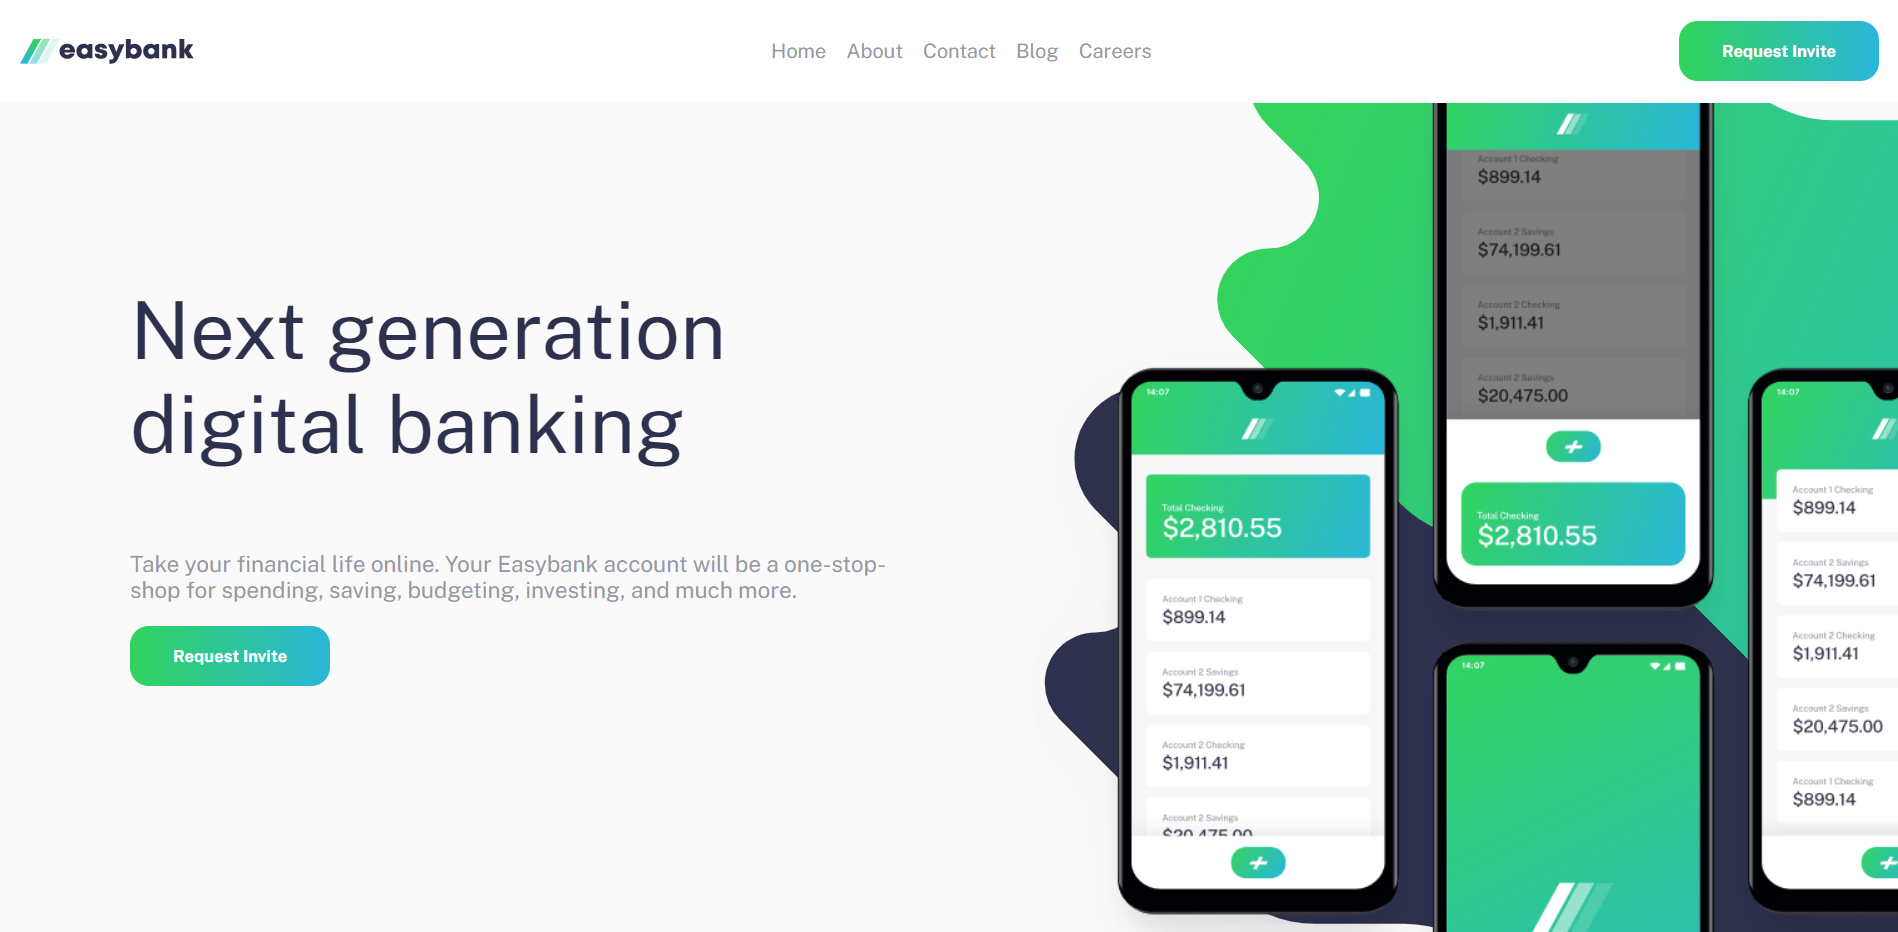 easybank
Home About Contact Blog Careers
Request Invite
Next generation
digital banking
Take your financial life online. Your Easybank account will be a one-stop-
shop for spending, saving, budgeting, investing, and much more.
Request Invite
14:07
Total Checking
$2,810.55
Account 1 Checking
$899.14
Account 2 Savings
$74,199.61
Account 2 Checking
$1,911.41
Account 2 Savings
$20,475.00
Account 1 Checking
$899.14
Account 2 Savings
$74,199.61
Account 2 Checking
$1,911.41
Account 2 Savings
$20,475.00
Total Checking
$2,810.55
14:07
14:07
Account 1 Checking
$899.14
Account 2 Savings
$74,199.61
Account 2 Checking
$1,911.41
Account 2 Savings
$20,475.00
Account 1 Checking
$899.14